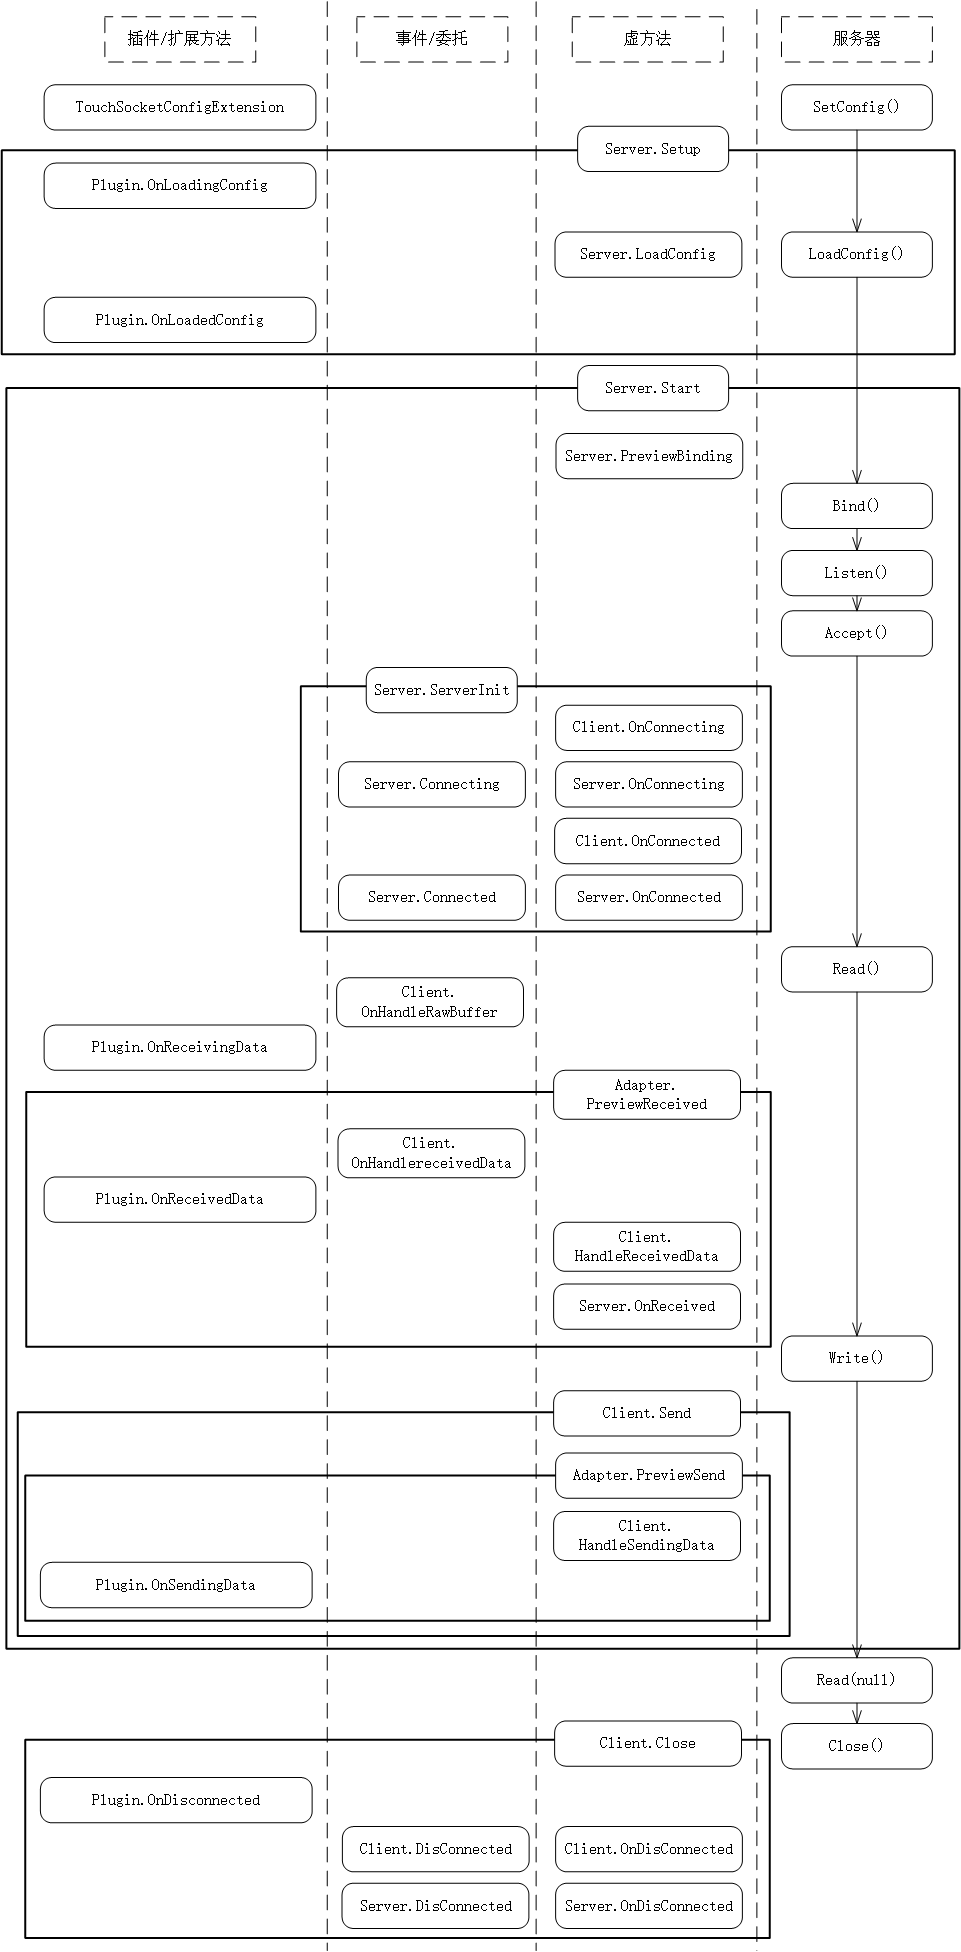 插件/扩展方法
事件/委托
虚方法
服务器
TouchSocketConfigExtension
SetConfig()
Server.Setup
Plugin.OnLoadingConfig
Server.LoadConfig
LoadConfig()
Plugin.OnLoadedConfig
Server.Start
Server.PreviewBinding
Bind()
Listen()
Accept()
Server.ServerInit
Client.OnConnecting
Server.Connecting
Server.OnConnecting
Client.OnConnected
Server.Connected
Server.OnConnected
Read()
Client.
OnHandleRawBuffer
Plugin.OnReceivingData
Adapter.
PreviewReceived
Client.
OnHandlereceivedData
Plugin.OnReceivedData
Client.
HandleReceivedData
Server.OnReceived
Write()
Client.Send
Adapter.PreviewSend
Client.
HandleSendingData
Plugin.OnSendingData
Read(null)
Client.Close
Close()
Plugin.OnDisconnected
Client.DisConnected
Client.OnDisConnected
Server.DisConnected
Server.OnDisConnected